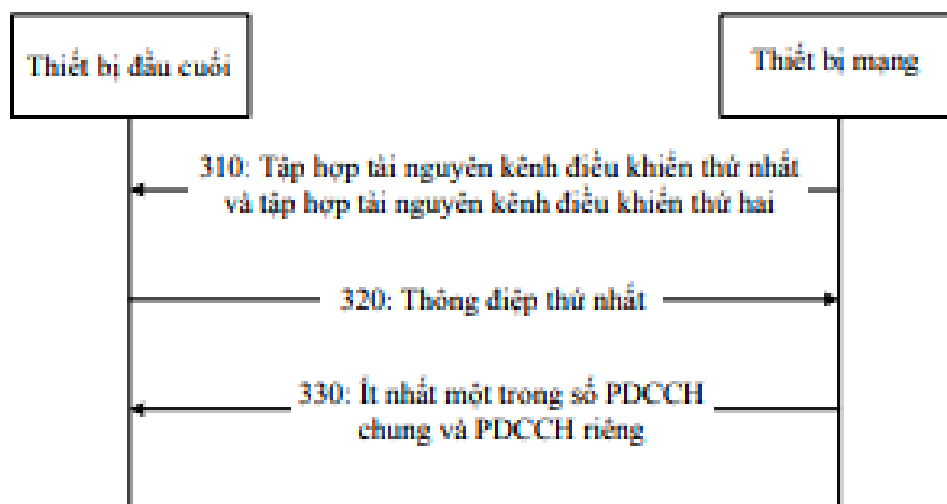 Thiết bị đầu cuối
Thiết bị mạng
310: Tập hợp tài nguyên kênh điều khiển thứ nhất
và tập hợp tài nguyên kênh điều khiển thứ hai
320: Thông điệp thứ nhất
330: Ít nhất một trong số PDCCH
chung và PDCCH riêng